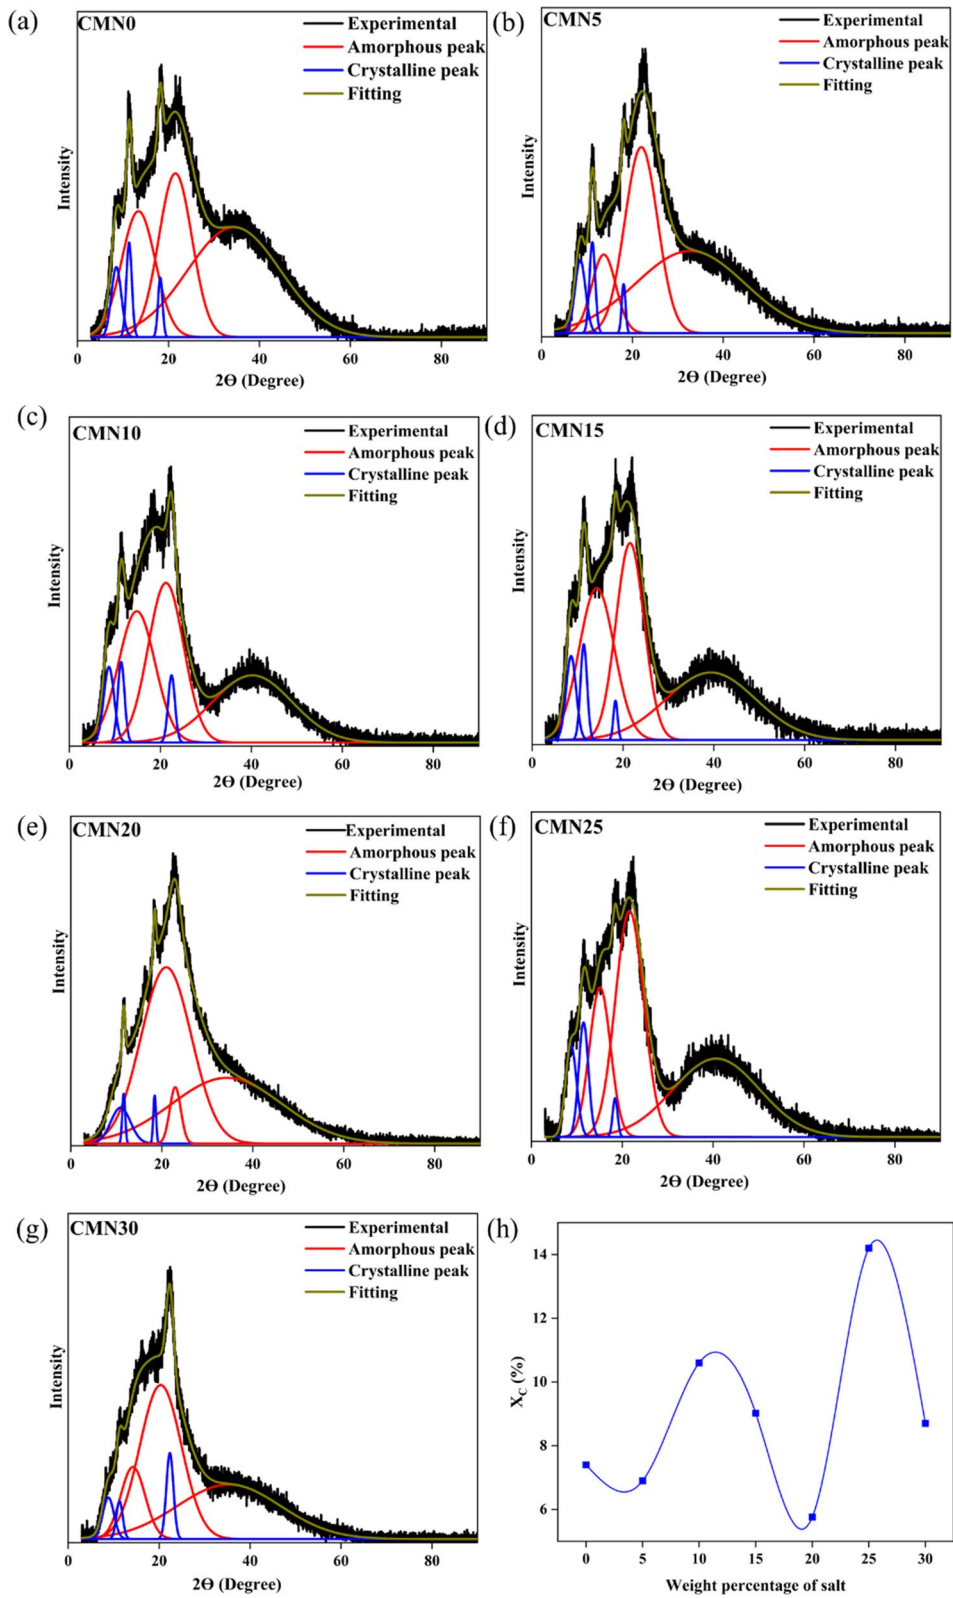 (a)
CMN0
Experimental
Amorphous peak
Crystalline peak
Fitting
Intensity
0 20 40 60 80
2Θ (Degree)
(b)
CMN5
Experimental
Amorphous peak
Crystalline peak
Fitting
Intensity
0 20 40 60 80
2Θ (Degree)
(c)
CMN10
Experimental
Amorphous peak
Crystalline peak
Fitting
Intensity
0 20 40 60 80
2Θ (Degree)
(d)
CMN15
Experimental
Amorphous peak
Crystalline peak
Fitting
Intensity
0 20 40 60 80
2Θ (Degree)
(e)
CMN20
Experimental
Amorphous peak
Crystalline peak
Fitting
Intensity
0 20 40 60 80
2Θ (Degree)
(f)
CMN25
Experimental
Amorphous peak
Crystalline peak
Fitting
Intensity
0 20 40 60 80
2Θ (Degree)
(g)
CMN30
Experimental
Amorphous peak
Crystalline peak
Fitting
Intensity
0 20 40 60 80
2Θ (Degree)
(h)
14
12
10
8
6
X_C (%)
0 5 10 15 20 25 30
Weight percentage of salt